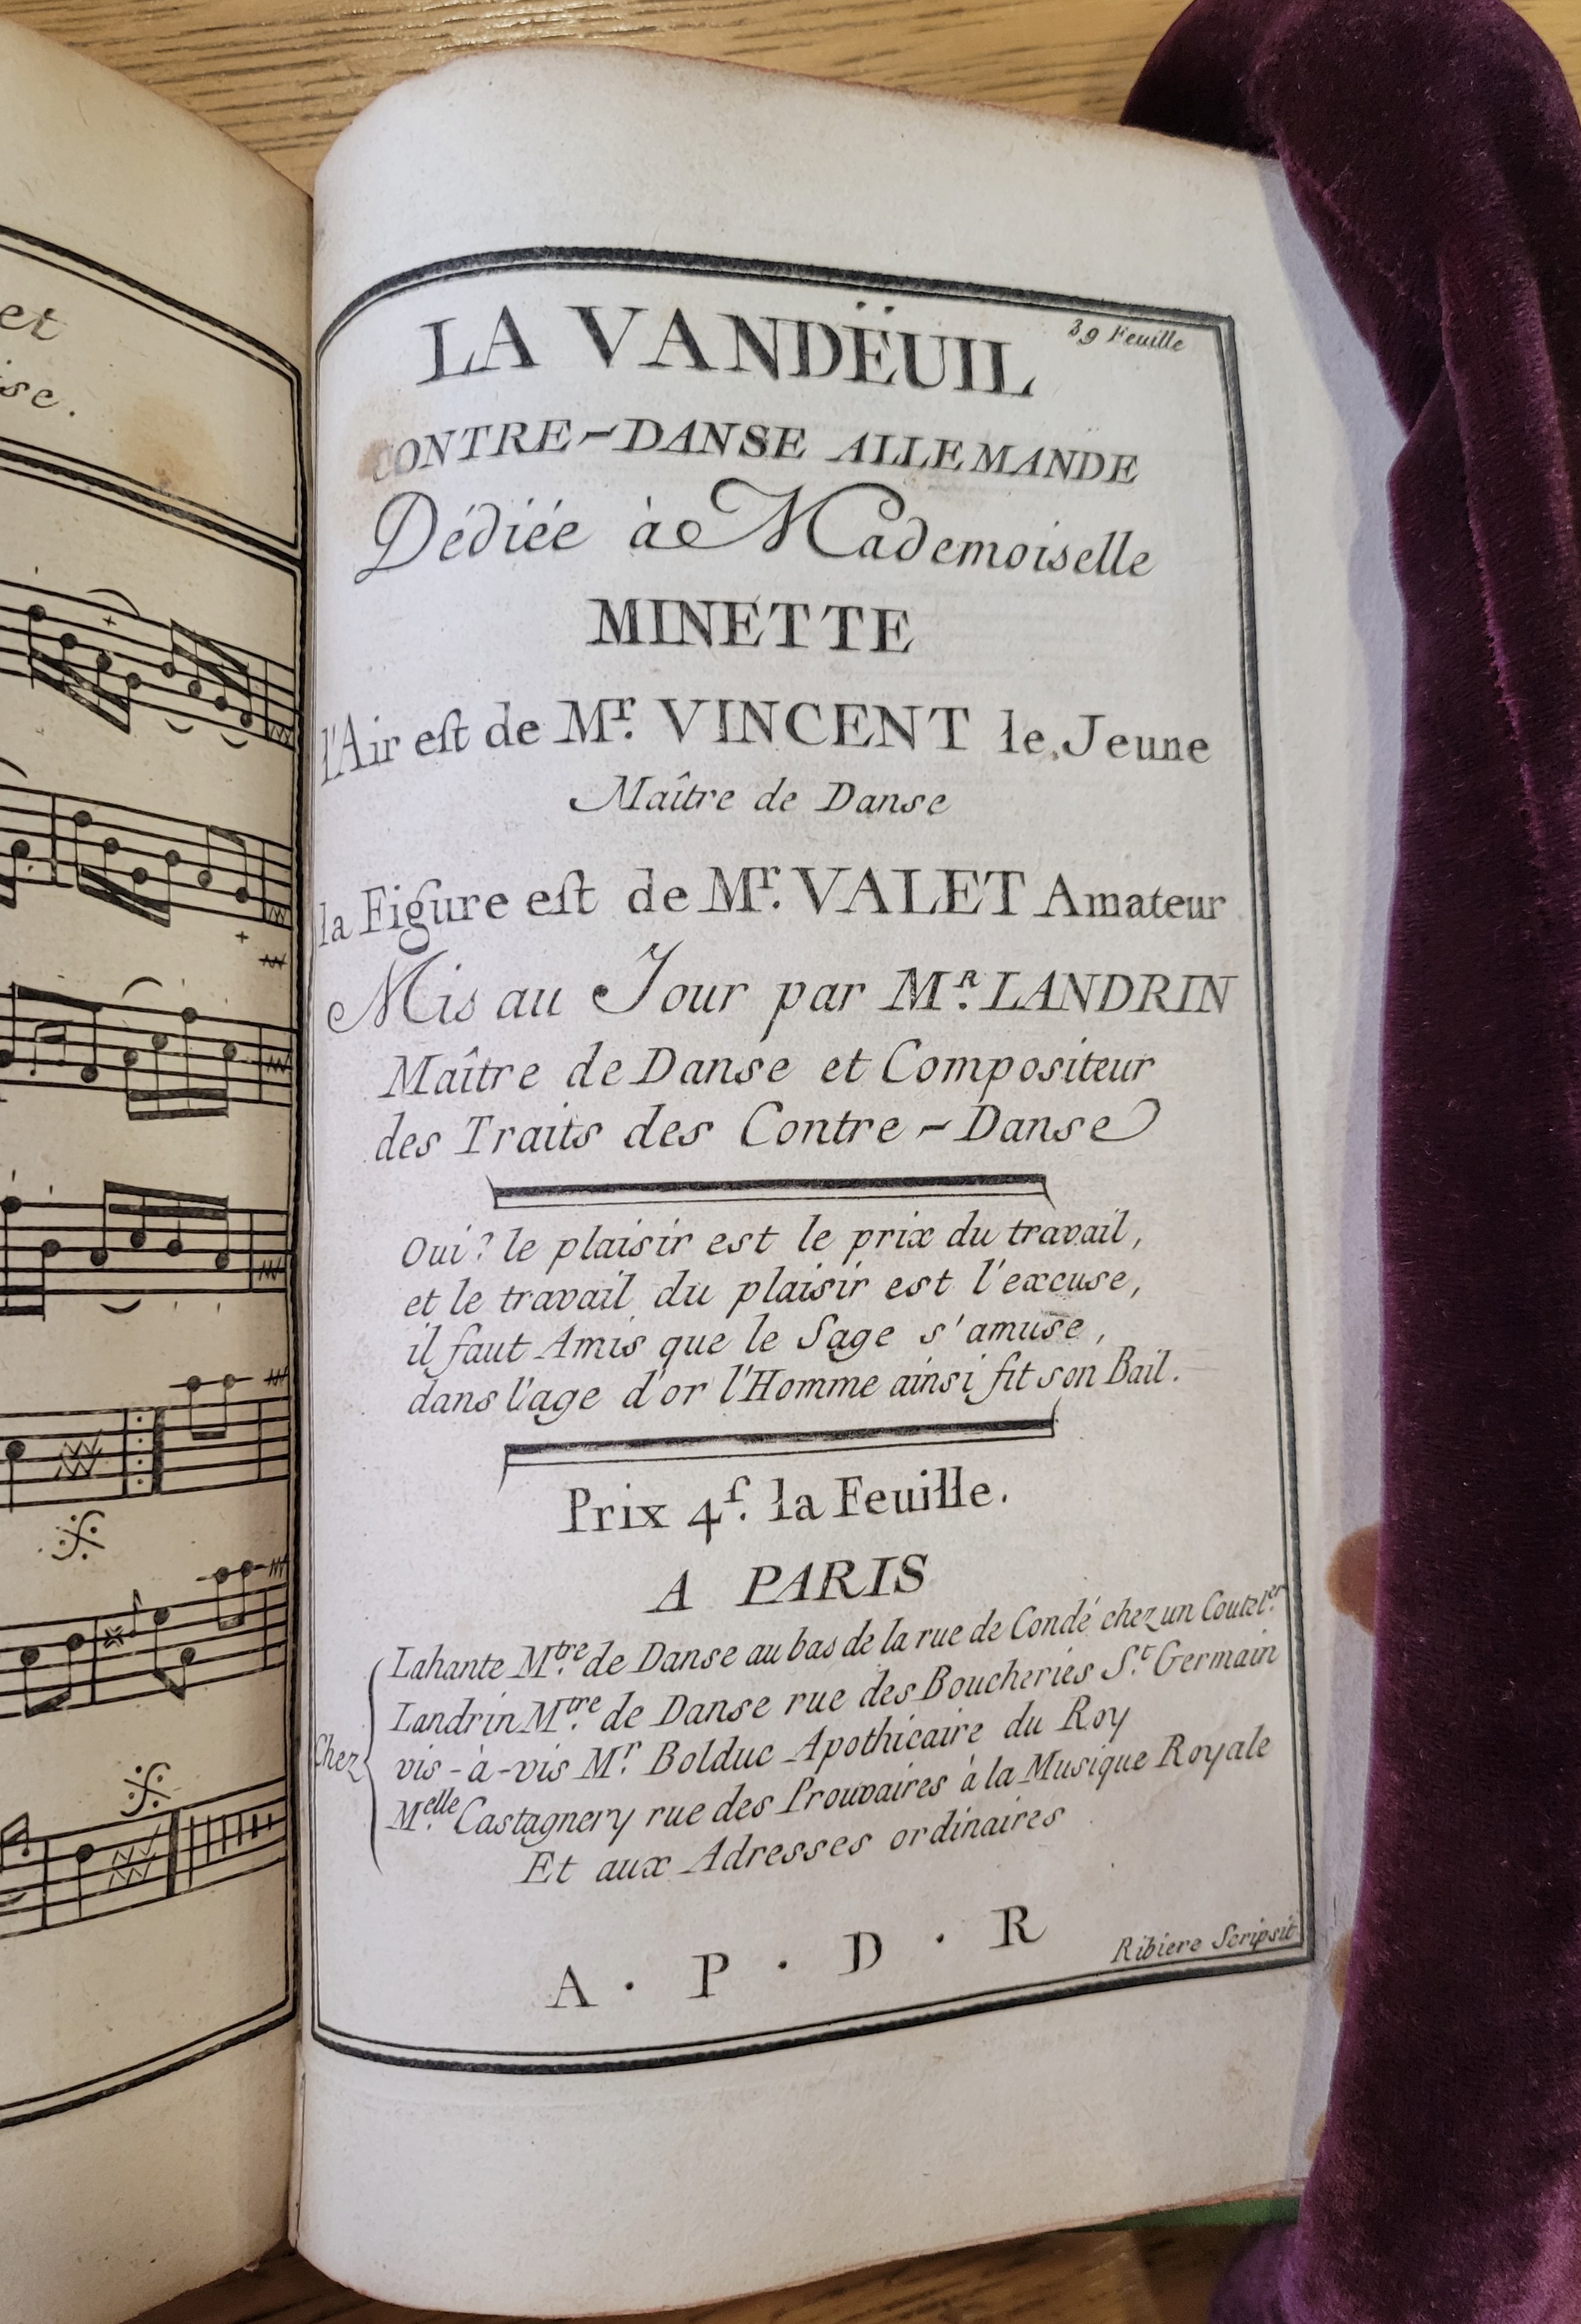 et
ise.
39 Feuille
LA VANDËUIL
CONTRE-DANSE ALLEMANDE
Dédiée à Mademoiselle
MINETTE
l'Air est de Mr. VINCENT le Jeune
Maître de Danse
la Figure est de Mr. VALET Amateur
Mis au Jour par MR. LANDRIN
Maître de Danse et Compositeur
des Traits des Contre-Danse
Oui? le plaisir est le prix du travail,
et le travail du plaisir est l'excuse,
il faut Amis que le Sage s'amuse,
dans l'age d'or l'Homme ainsi fit son Bail.
Prix 4f. la Feuille.
A PARIS
Chez
Lahante Mtre. de Danse au bas de la rue de Condé chez un Coutelier.
Landrin Mtre. de Danse rue des Boucheries St. Germain
vis-à-vis Mr. Bolduc Apothicaire du Roy
Melle. Castagnery rue des Prouvaires à la Musique Royale
Et aux Adresses ordinaires
A . P . D . R
Ribiere Scripsit